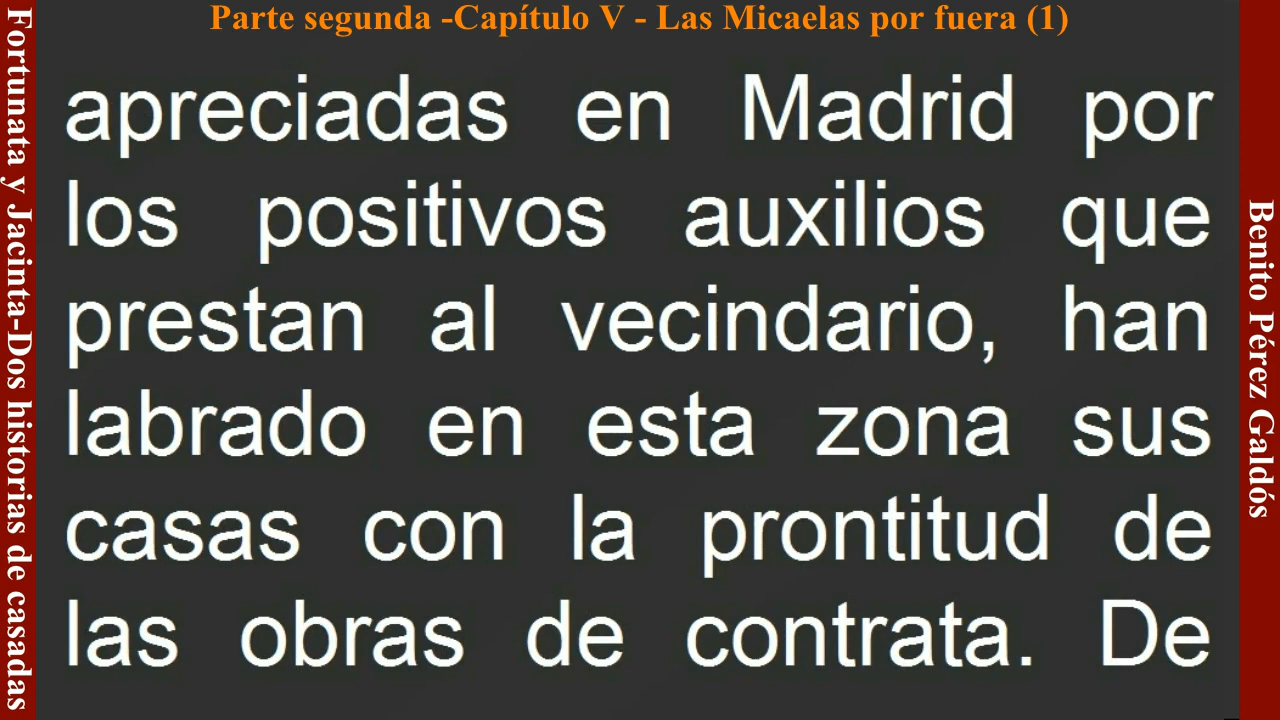 Parte segunda -Capítulo V - Las Micaelas por fuera (1)
Fortunata y Jacinta-Dos historias de casadas
apreciadas en Madrid por
los positivos auxilios que
prestan al vecindario, han
labrado en esta zona sus
casas con la prontitud de
las obras de contrata. De
Benito Pérez Galdós